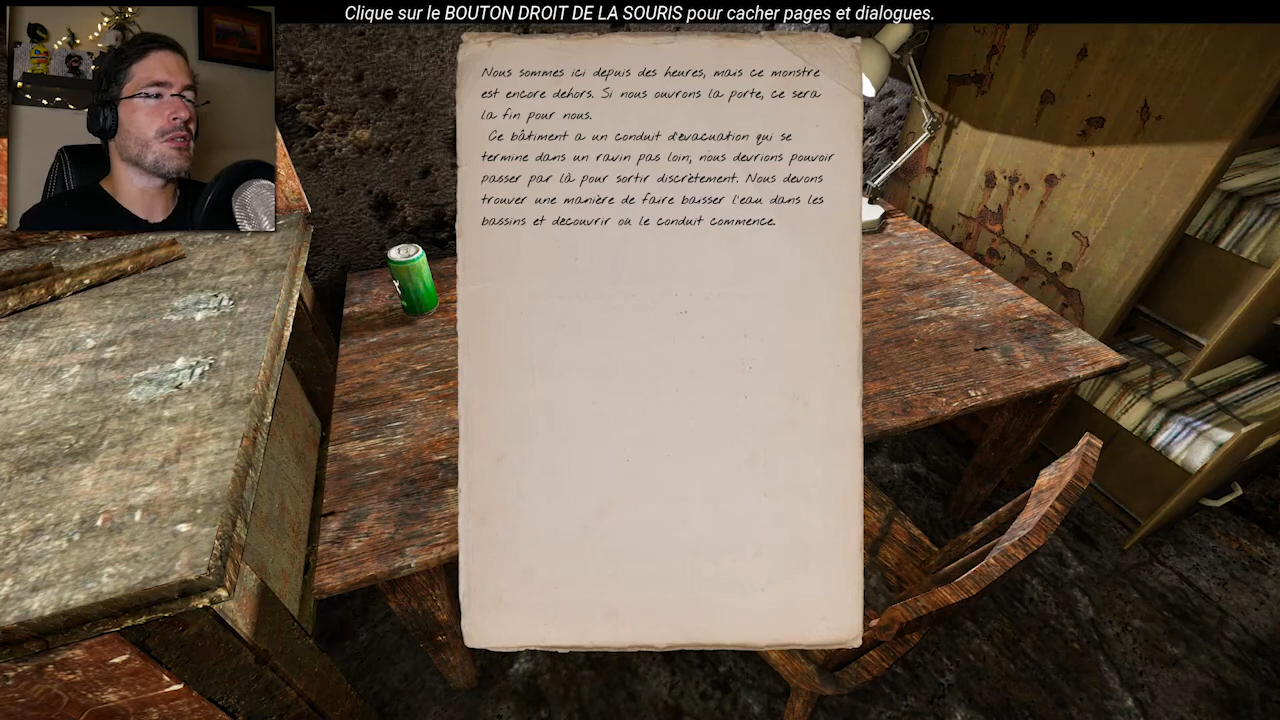 Clique sur le BOUTON DROIT DE LA SOURIS pour cacher pages et dialogues.
Nous sommes ici depuis des heures, mais ce monstre
est encore dehors. Si nous ouvrons la porte, ce sera
la fin pour nous.
Ce bâtiment a un conduit d'évacuation qui se
termine dans un ravin pas loin, nous devrions pouvoir
passer par là pour sortir discrètement. Nous devons
trouver une manière de faire baisser l'eau dans les
bassins et découvrir où le conduit commence.